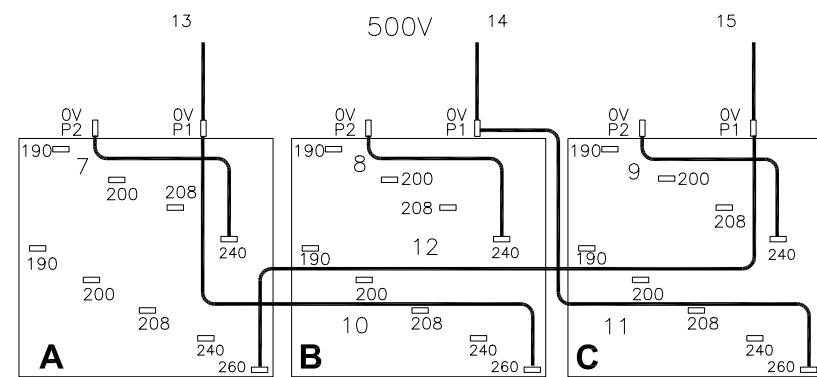 13 500V 14 15
0V 0V 0V 0V 0V 0V
P2 P1 P2 P1 P2 P1
190 7 190 8 190 9
200 208 200 200
208 208
240 12 240 240
190 190 190
200 200 200
208 10 208 11 208
240 240 240
A 260 B 260 C 260